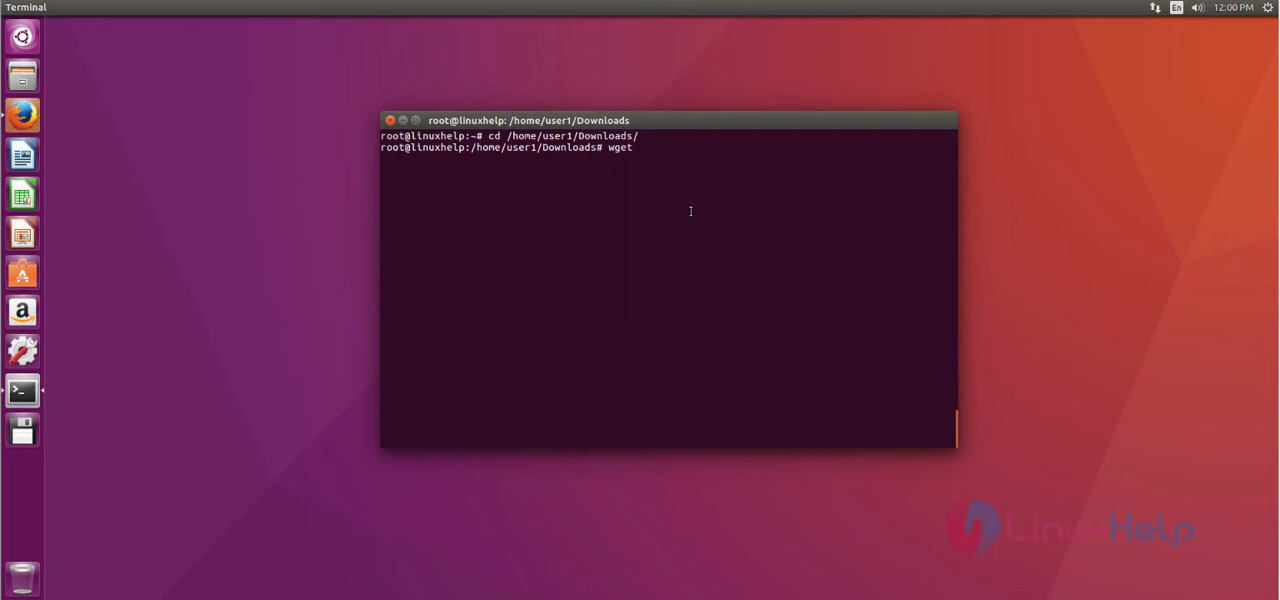 Terminal
En
12:00 PM
root@linuxhelp: /home/user1/Downloads
root@linuxhelp:~# cd /home/user1/Downloads/
root@linuxhelp:/home/user1/Downloads# wget
LinuxHelp